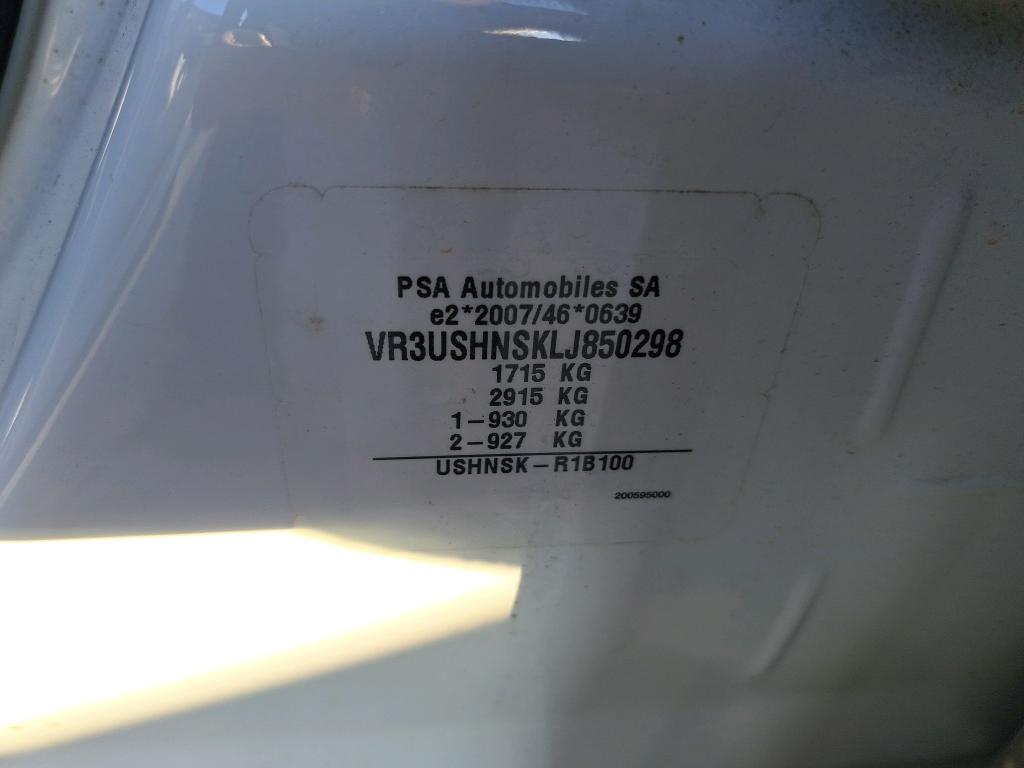 PSA Automobiles SA
e2*2007/46*0639
VR3USHNSKLJ850298
1715 KG
2915 KG
1-930 KG
2-927 KG
USHNSK-R1B100
200595000